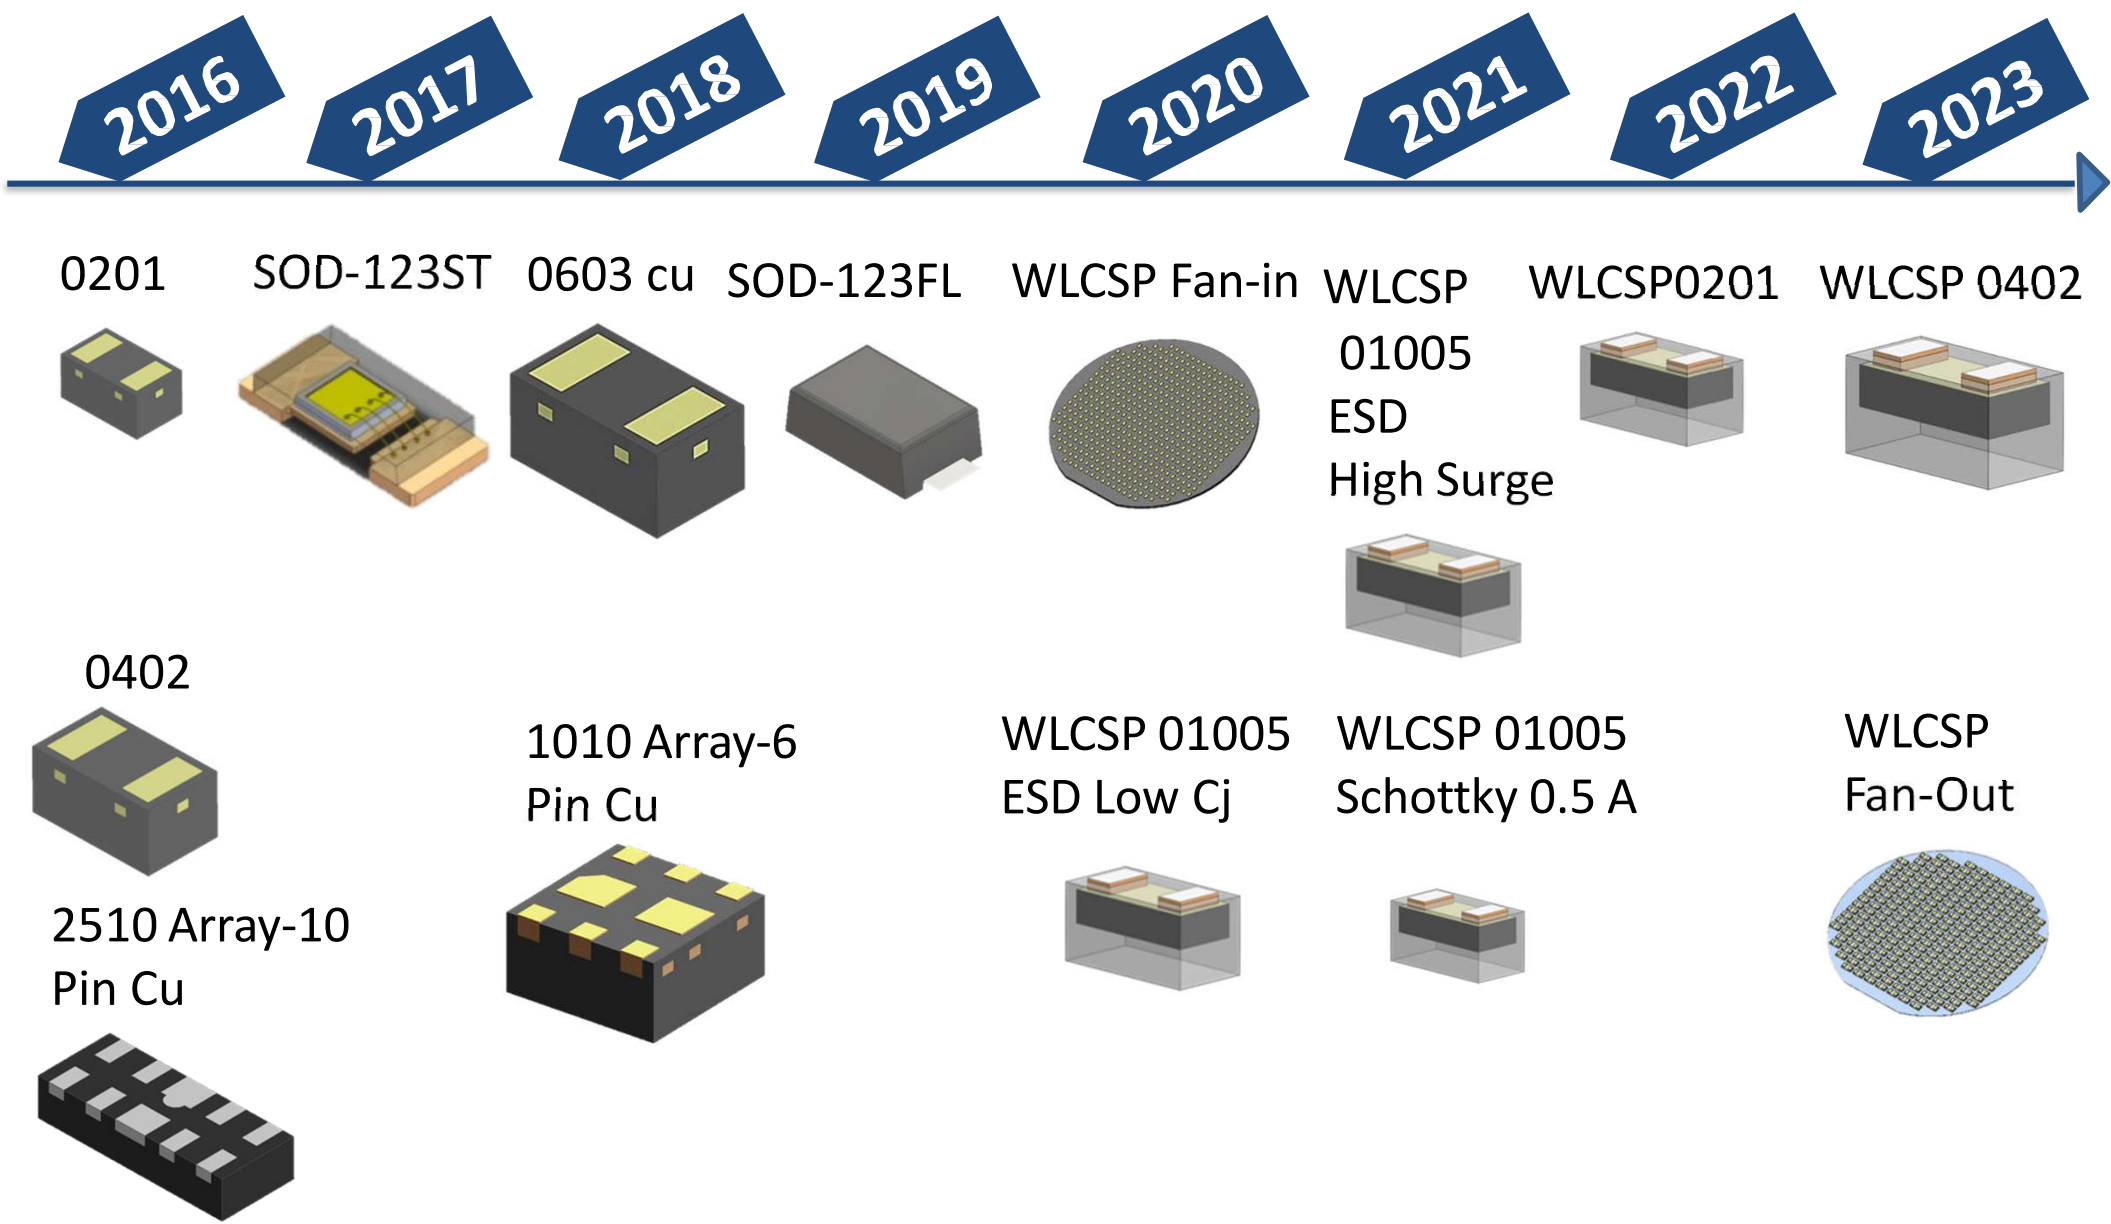 2016
2017
2018
2019
2020
2021
2022
2023
0201
SOD-123ST
0603 cu
SOD-123FL
WLCSP Fan-in
WLCSP
01005
ESD
High Surge
WLCSP0201
WLCSP 0402
0402
2510 Array-10
Pin Cu
1010 Array-6
Pin Cu
WLCSP 01005
ESD Low Cj
WLCSP 01005
Schottky 0.5 A
WLCSP
Fan-Out